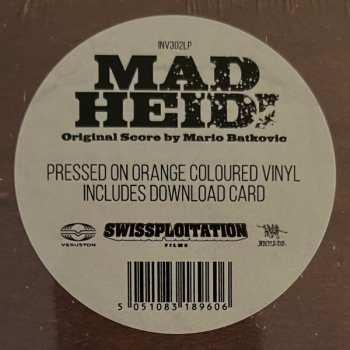 INV302LP
MAD
HEIDI
Original Score by Mario Batkovic
PRESSED ON ORANGE COLOURED VINYL
INCLUDES DOWNLOAD CARD
VERUSTON
SWISSPLOITATION
FILMS
5 051083 189606